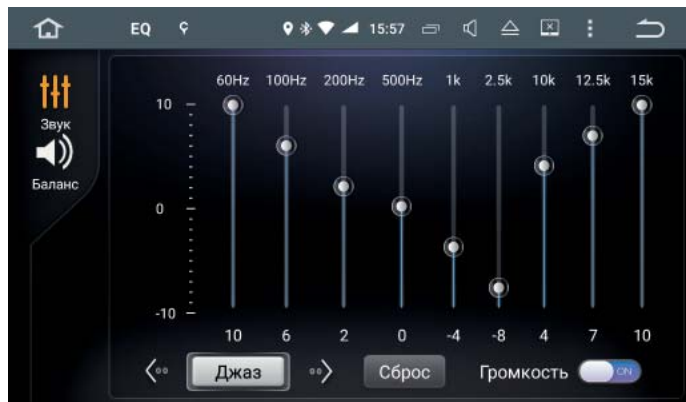 EQ 15:57
60Hz 100Hz 200Hz 500Hz 1k 2.5k 10k 12.5k 15k
10
Звук
Баланс
0
-10
10 6 2 0 -4 -8 4 7 10
Джаз Сброс Громкость ON